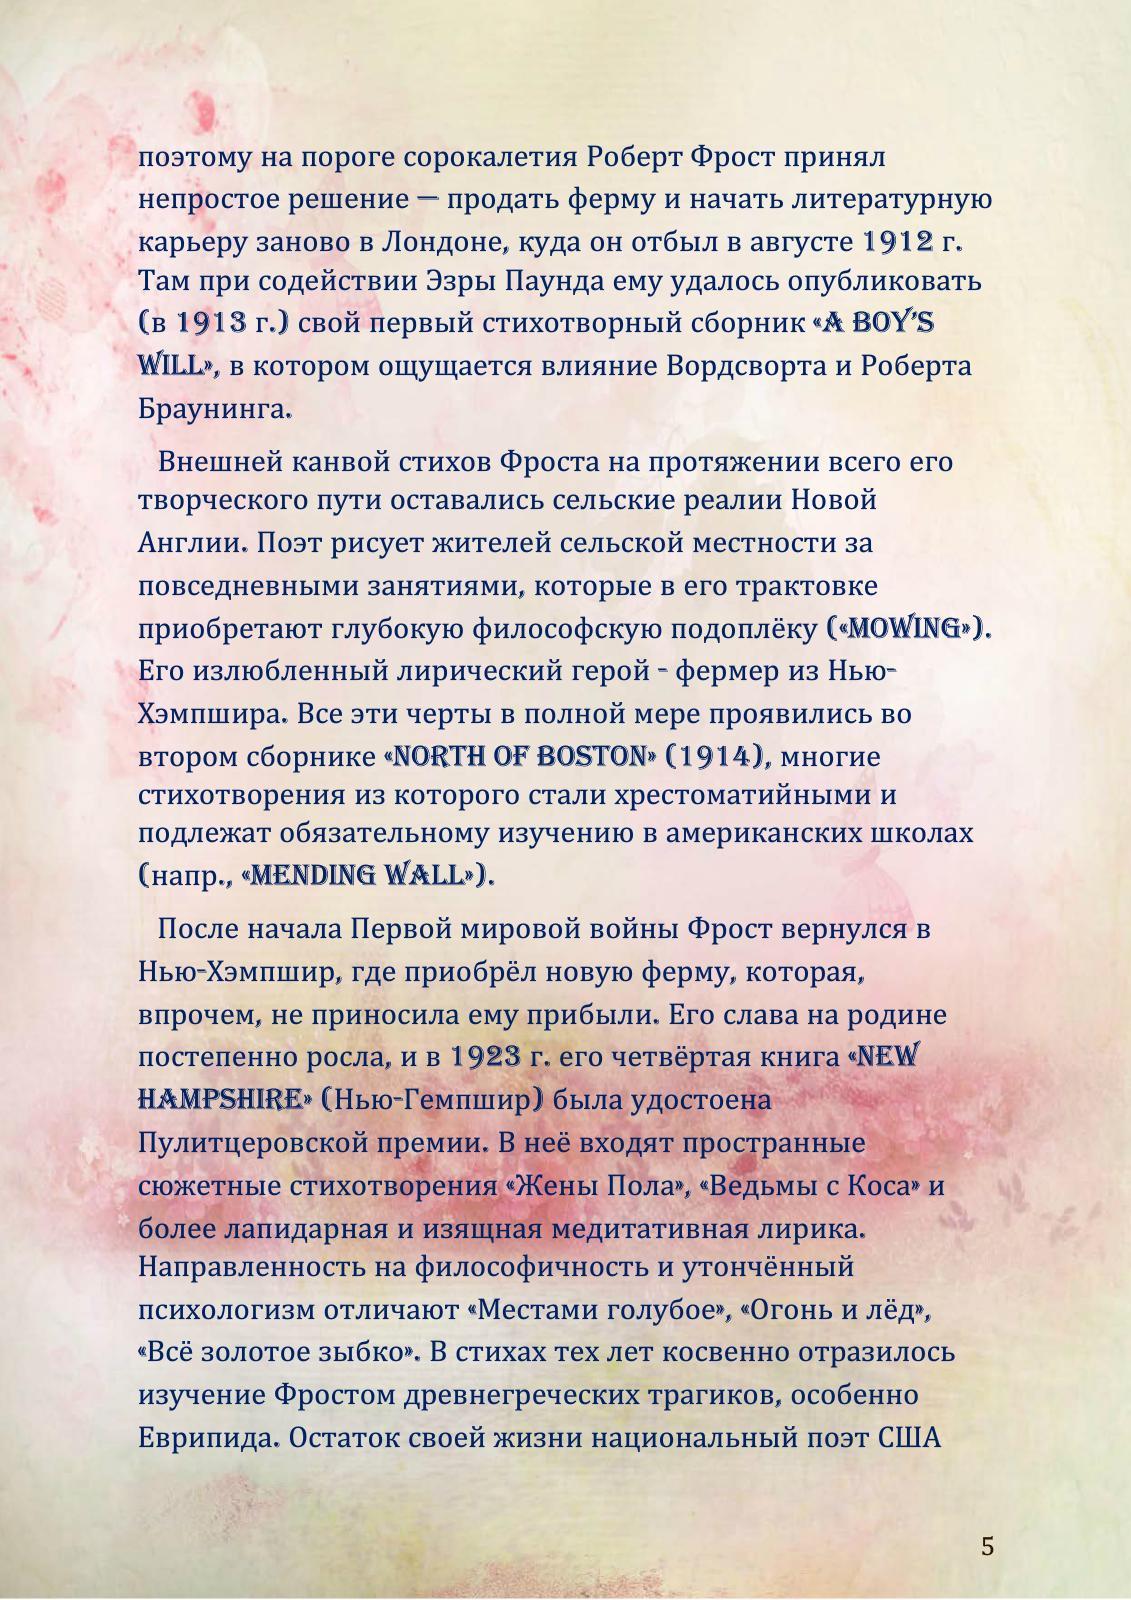 поэтому на пороге сорокалетия Роберт Фрост принял
непростое решение — продать ферму и начать литературную
карьеру заново в Лондоне, куда он отбыл в августе 1912 г.
Там при содействии Эзры Паунда ему удалось опубликовать
(в 1913 г.) свой первый стихотворный сборник «A BOY’S
WILL», в котором ощущается влияние Вордсворта и Роберта
Браунинга.
Внешней канвой стихов Фроста на протяжении всего его
творческого пути оставались сельские реалии Новой
Англии. Поэт рисует жителей сельской местности за
повседневными занятиями, которые в его трактовке
приобретают глубокую философскую подоплёку («MOWING»).
Его излюбленный лирический герой - фермер из Нью-
Хэмпшира. Все эти черты в полной мере проявились во
втором сборнике «NORTH OF BOSTON» (1914), многие
стихотворения из которого стали хрестоматийными и
подлежат обязательному изучению в американских школах
(напр., «MENDING WALL»).
После начала Первой мировой войны Фрост вернулся в
Нью-Хэмпшир, где приобрёл новую ферму, которая,
впрочем, не приносила ему прибыли. Его слава на родине
постепенно росла, и в 1923 г. его четвёртая книга «NEW
HAMPSHIRE» (Нью-Гемпшир) была удостоена
Пулитцеровской премии. В неё входят пространные
сюжетные стихотворения «Жены Пола», «Ведьмы с Коса» и
более лапидарная и изящная медитативная лирика.
Направленность на философичность и утончённый
психологизм отличают «Местами голубое», «Огонь и лёд»,
«Всё золотое зыбко». В стихах тех лет косвенно отразилось
изучение Фростом древнегреческих трагиков, особенно
Еврипида. Остаток своей жизни национальный поэт США
5